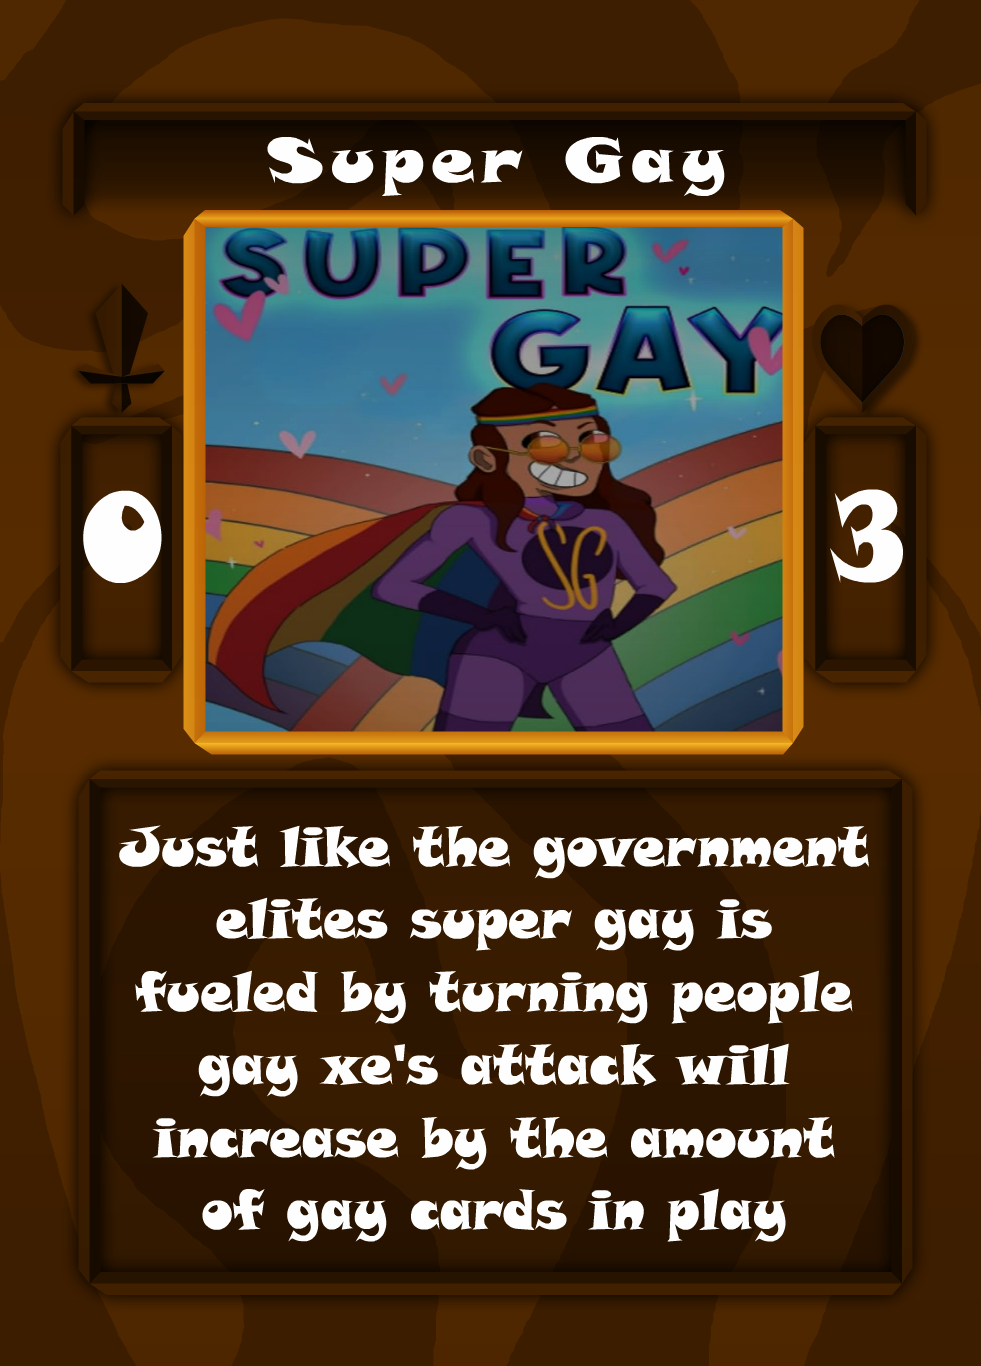 Super Gay
SUPER
GAY
SG
0
3
Just like the government
elites super gay is
fueled by turning people
gay xe's attack will
increase by the amount
of gay cards in play